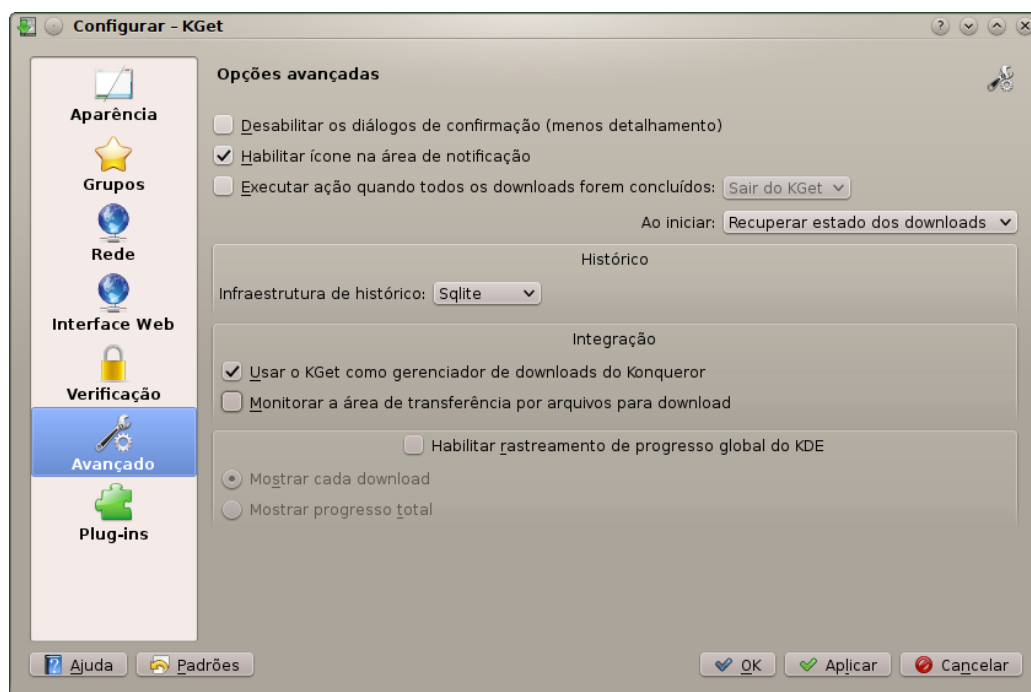 Configurar – KGet
Aparência
Grupos
Rede
Interface Web
Verificação
Avançado
Plug-ins
Opções avançadas
Desabilitar os diálogos de confirmação (menos detalhamento)
Habilitar ícone na área de notificação
Executar ação quando todos os downloads forem concluídos: Sair do KGet
Ao iniciar: Recuperar estado dos downloads
Histórico
Infraestrutura de histórico: Sqlite
Integração
Usar o KGet como gerenciador de downloads do Konqueror
Monitorar a área de transferência por arquivos para download
Habilitar rastreamento de progresso global do KDE
Mostrar cada download
Mostrar progresso total
Ajuda Padrões OK Aplicar Cancelar